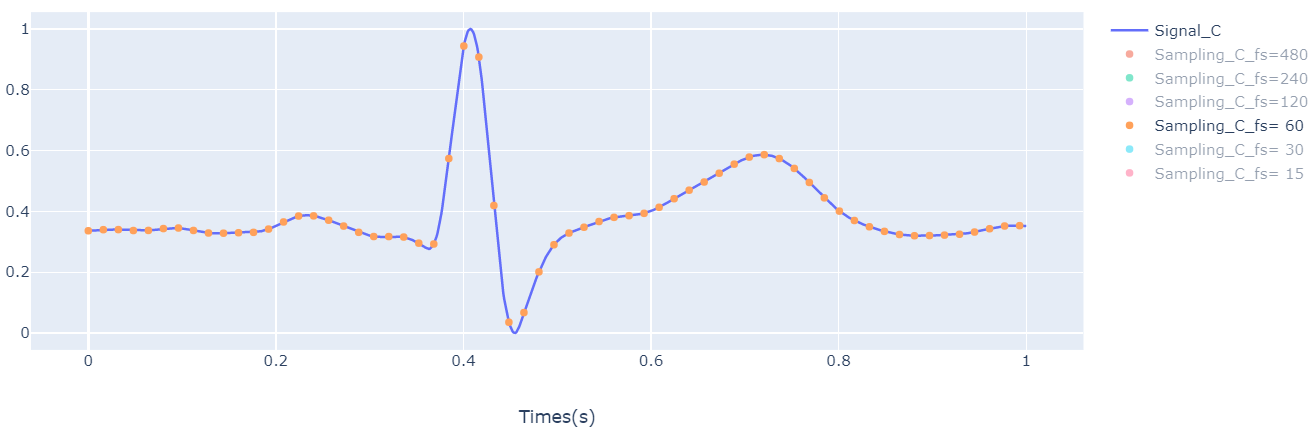 1
0.8
0.6
0.4
0.2
0
0 0.2 0.4 0.6 0.8 1
Times(s)
Signal_C
Sampling_C_fs=480
Sampling_C_fs=240
Sampling_C_fs=120
Sampling_C_fs= 60
Sampling_C_fs= 30
Sampling_C_fs= 15